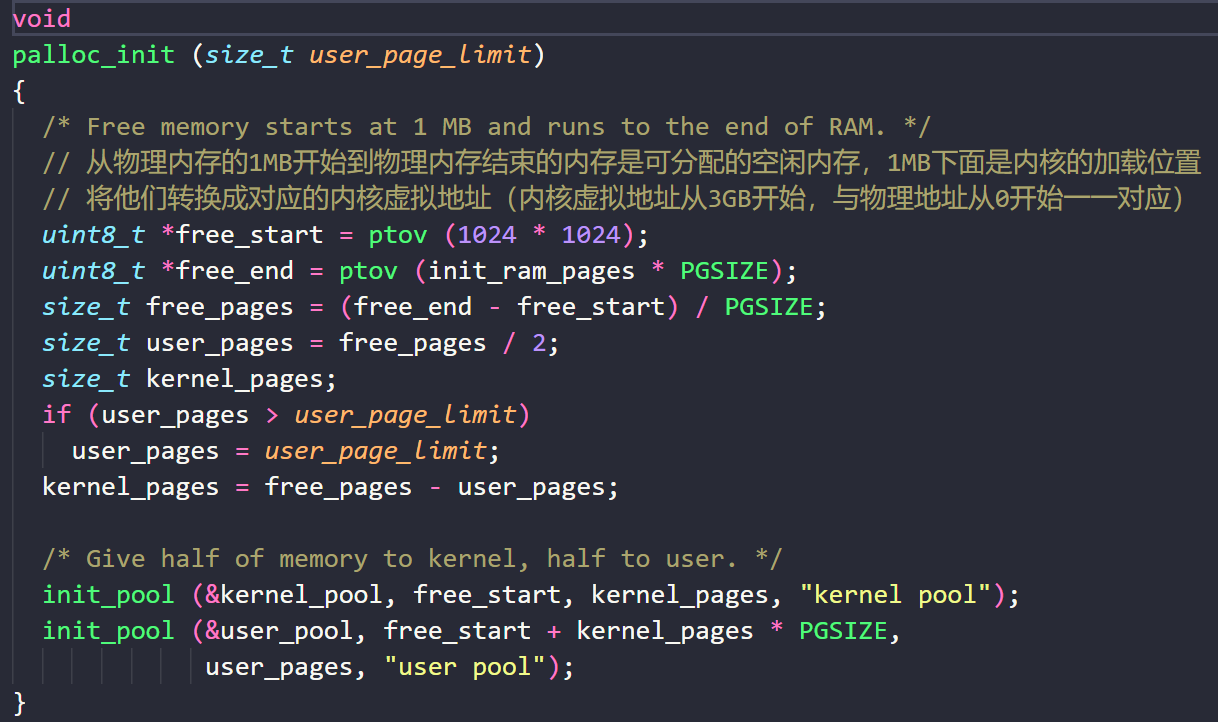 void
palloc_init (size_t user_page_limit)
{
  /* Free memory starts at 1 MB and runs to the end of RAM. */
  // 从物理内存的1MB开始到物理内存结束的内存是可分配的空闲内存，1MB下面是内核的加载位置
  // 将他们转换成对应的内核虚拟地址（内核虚拟地址从3GB开始，与物理地址从0开始一一对应）
  uint8_t *free_start = ptov (1024 * 1024);
  uint8_t *free_end = ptov (init_ram_pages * PGSIZE);
  size_t free_pages = (free_end - free_start) / PGSIZE;
  size_t user_pages = free_pages / 2;
  size_t kernel_pages;
  if (user_pages > user_page_limit)
    user_pages = user_page_limit;
  kernel_pages = free_pages - user_pages;

  /* Give half of memory to kernel, half to user. */
  init_pool (&kernel_pool, free_start, kernel_pages, "kernel pool");
  init_pool (&user_pool, free_start + kernel_pages * PGSIZE,
             user_pages, "user pool");
}